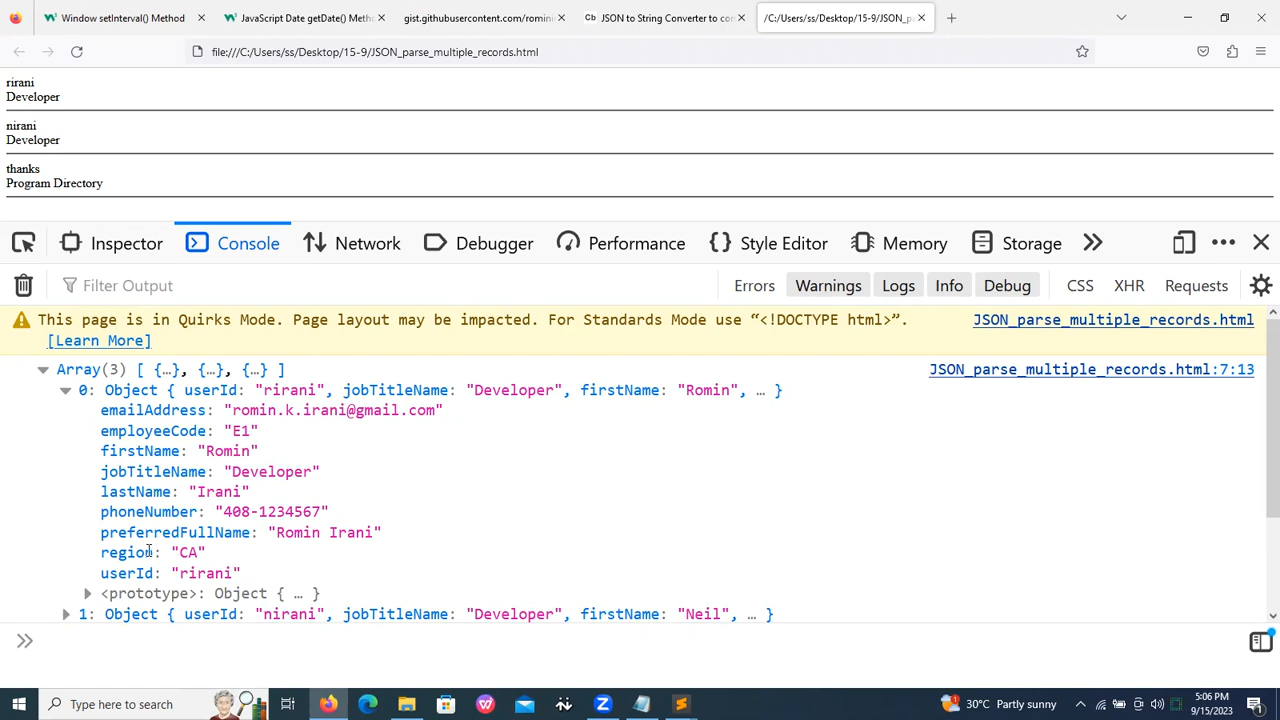 Window setInterval() Method
JavaScript Date getDate() Meth
gist.githubusercontent.com/romini
JSON to String Converter to con
/C:/Users/ss/Desktop/15-9/JSON_pa
file:///C:/Users/ss/Desktop/15-9/JSON_parse_multiple_records.html
rirani
Developer
nirani
Developer
thanks
Program Directory
Inspector Console Network Debugger Performance {} Style Editor Memory Storage
Filter Output Errors Warnings Logs Info Debug CSS XHR Requests
This page is in Quirks Mode. Page layout may be impacted. For Standards Mode use “<!DOCTYPE html>”. JSON_parse_multiple_records.html
[Learn More]
Array(3) [ {…}, {…}, {…} ] JSON_parse_multiple_records.html:7:13
0: Object { userId: "rirani", jobTitleName: "Developer", firstName: "Romin", … }
emailAddress: "romin.k.irani@gmail.com"
employeeCode: "E1"
firstName: "Romin"
jobTitleName: "Developer"
lastName: "Irani"
phoneNumber: "408-1234567"
preferredFullName: "Romin Irani"
region: "CA"
userId: "rirani"
<prototype>: Object { … }
1: Object { userId: "nirani", jobTitleName: "Developer", firstName: "Neil", … }
Type here to search
30°C Partly sunny
5:06 PM
9/15/2023